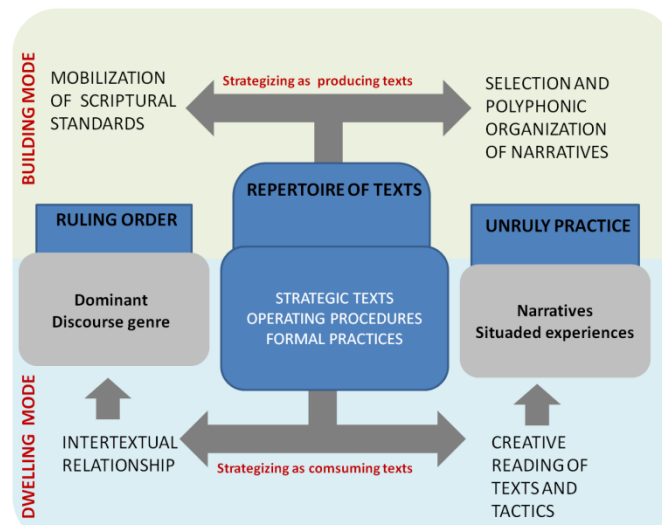 BUILDING MODE
MOBILIZATION
OF SCRIPTURAL
STANDARDS
Strategizing as producing texts
SELECTION AND
POLYPHONIC
ORGANIZATION
OF NARRATIVES
REPERTOIRE OF TEXTS
RULING ORDER
UNRULY PRACTICE
Dominant
Discourse genre
STRATEGIC TEXTS
OPERATING PROCEDURES
FORMAL PRACTICES
Narratives
Situaded experiences
DWELLING MODE
INTERTEXTUAL
RELATIONSHIP
Strategizing as comsuming texts
CREATIVE
READING OF
TEXTS AND
TACTICS